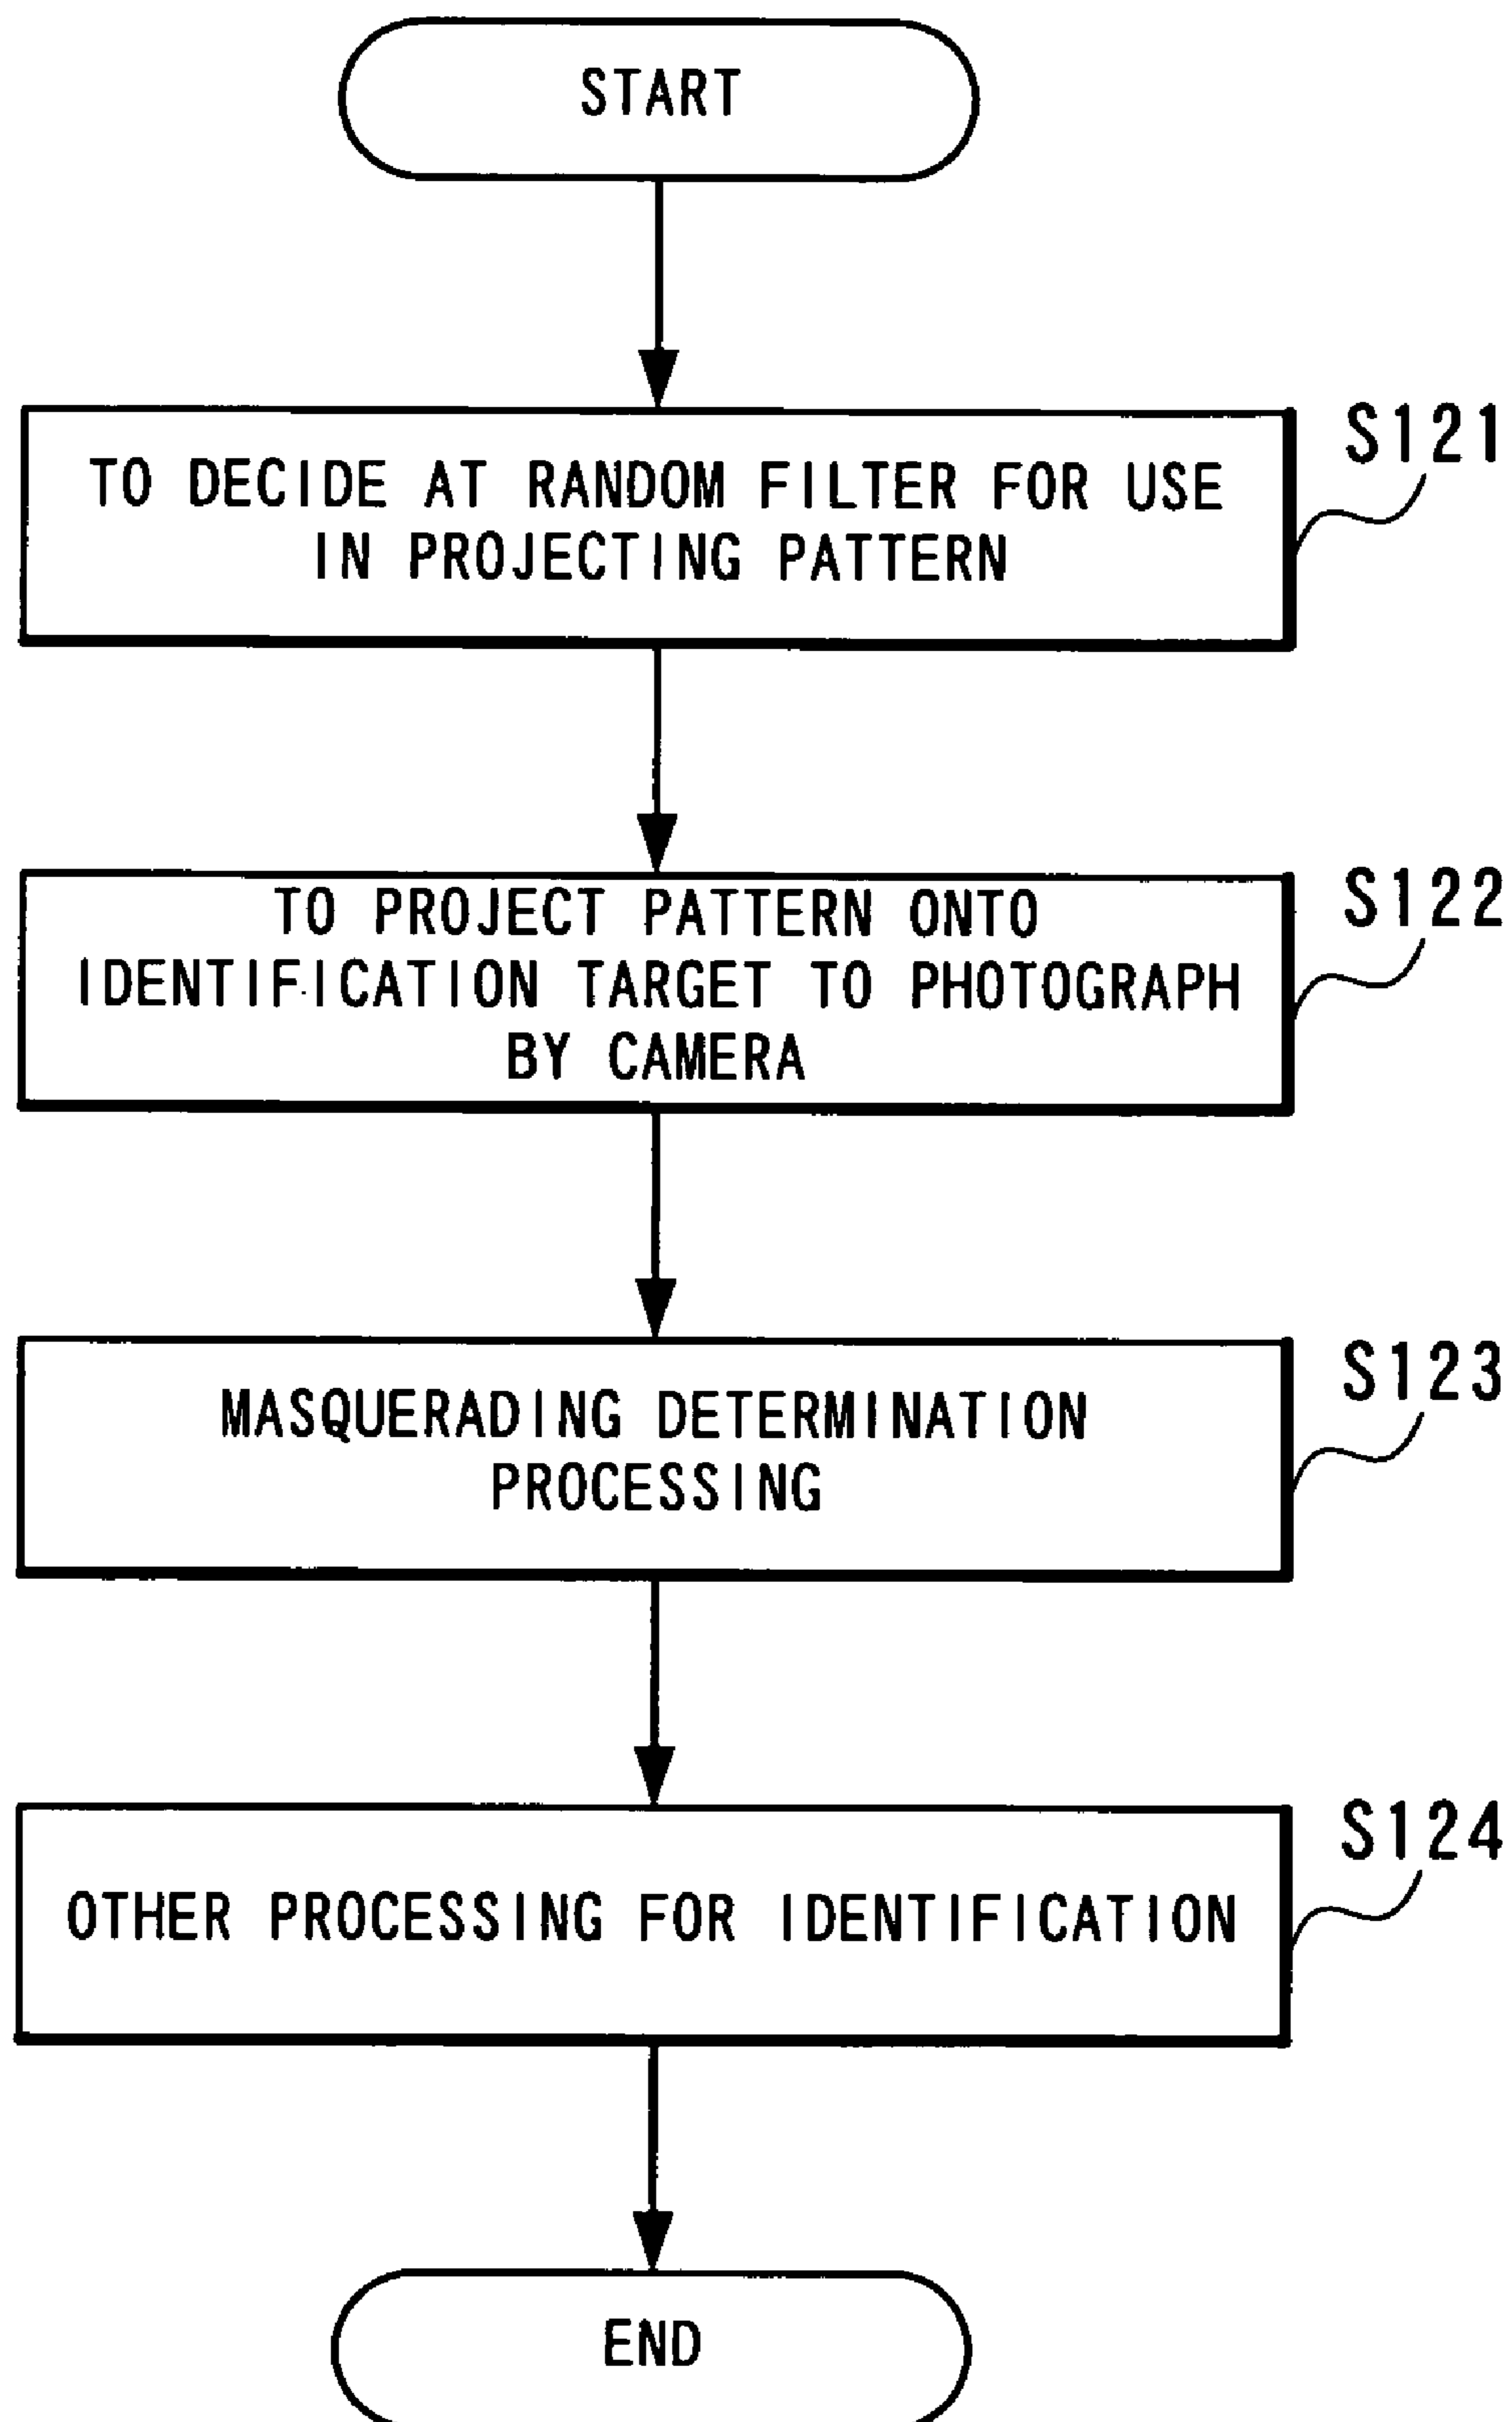 START
TO DECIDE AT RANDOM FILTER FOR USE
IN PROJECTING PATTERN
S121
TO PROJECT PATTERN ONTO
IDENTIFICATION TARGET TO PHOTOGRAPH
BY CAMERA
S122
MASQUERADING DETERMINATION
PROCESSING
S123
OTHER PROCESSING FOR IDENTIFICATION
S124
END